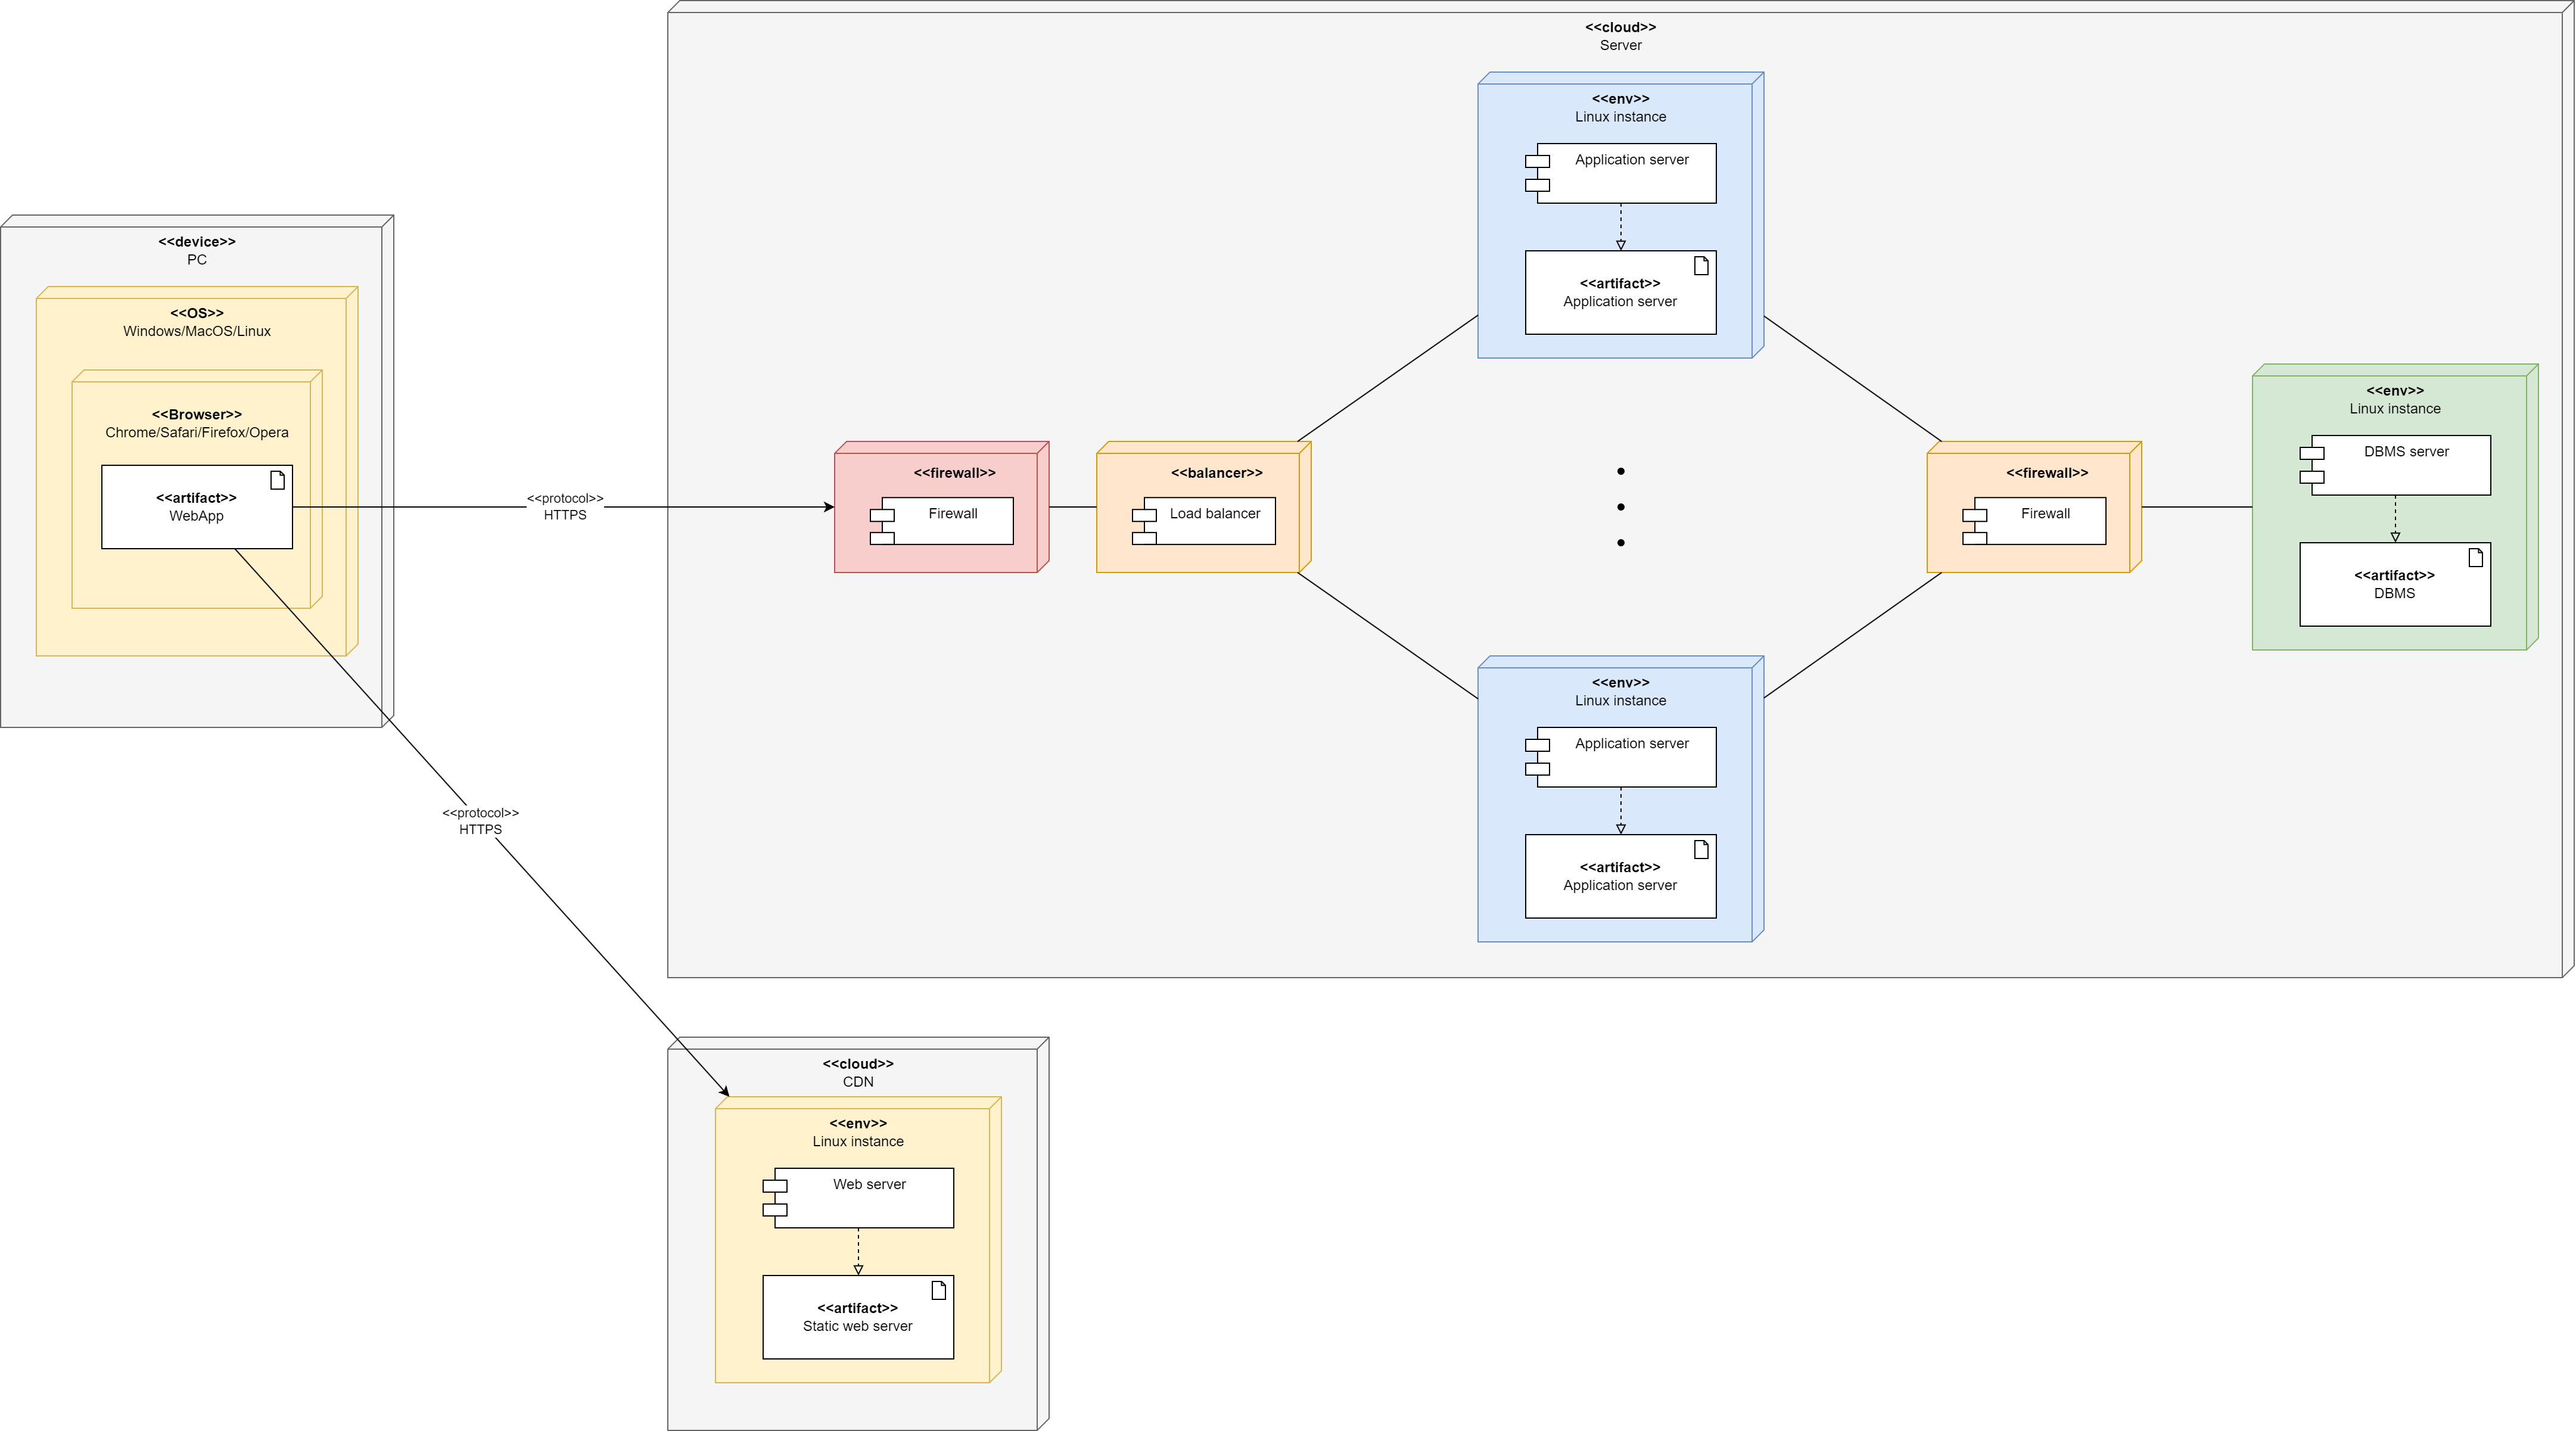 <<cloud>>
Server
<<env>>
Linux instance
Application server
<<artifact>>
Application server
<<device>>
PC
<<OS>>
Windows/MacOS/Linux
<<Browser>>
Chrome/Safari/Firefox/Opera
<<artifact>>
WebApp
<<protocol>>
HTTPS
<<firewall>>
Firewall
<<balancer>>
Load balancer
<<firewall>>
Firewall
<<env>>
Linux instance
DBMS server
<<artifact>>
DBMS
<<env>>
Linux instance
Application server
<<artifact>>
Application server
<<protocol>>
HTTPS
<<cloud>>
CDN
<<env>>
Linux instance
Web server
<<artifact>>
Static web server